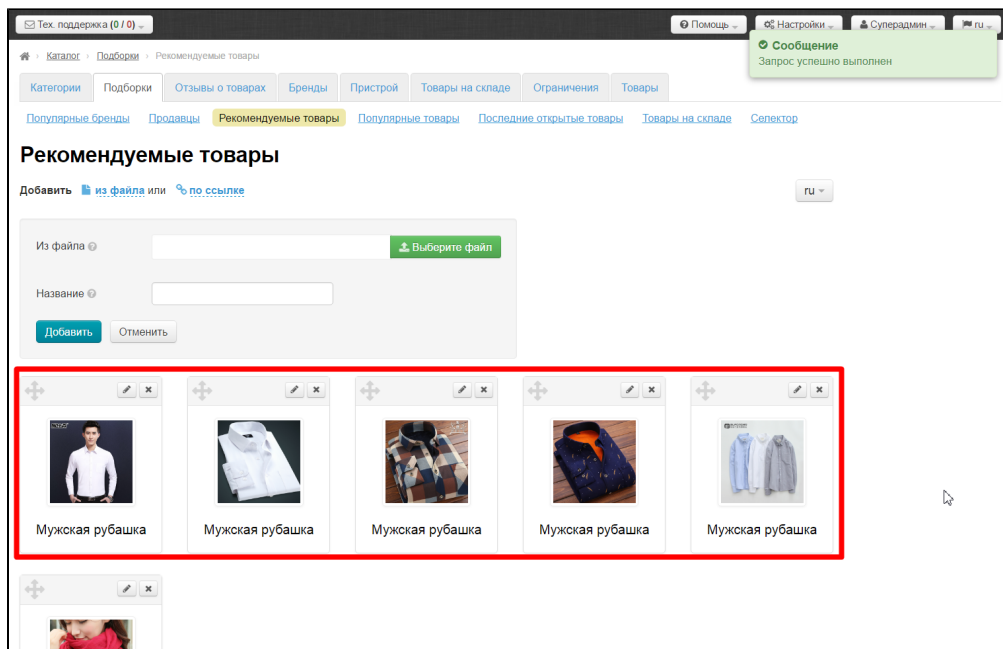 Тех. поддержка (0 / 0)
Помощь
Настройки
Суперадмин
ru
Сообщение
Запрос успешно выполнен
Каталог › Подборки › Рекомендуемые товары
Категории
Подборки
Отзывы о товарах
Бренды
Пристрой
Товары на складе
Ограничения
Товары
Популярные бренды
Продавцы
Рекомендуемые товары
Популярные товары
Последние открытые товары
Товары на складе
Селектор
Рекомендуемые товары
Добавить из файла или по ссылке
ru
Из файла
Выберите файл
Название
Добавить
Отменить
Мужская рубашка
Мужская рубашка
Мужская рубашка
Мужская рубашка
Мужская рубашка